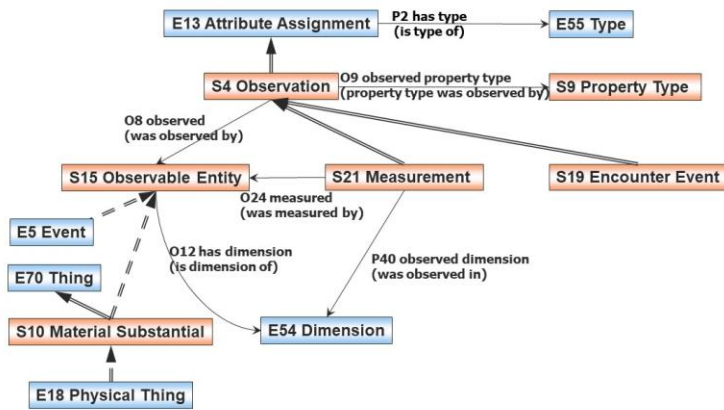 E13 Attribute Assignment
P2 has type
(is type of)
E55 Type
S4 Observation
O9 observed property type
(property type was observed by)
S9 Property Type
O8 observed
(was observed by)
S15 Observable Entity
S21 Measurement
S19 Encounter Event
O24 measured
(was measured by)
E5 Event
O12 has dimension
(is dimension of)
P40 observed dimension
(was observed in)
E70 Thing
S10 Material Substantial
E54 Dimension
E18 Physical Thing